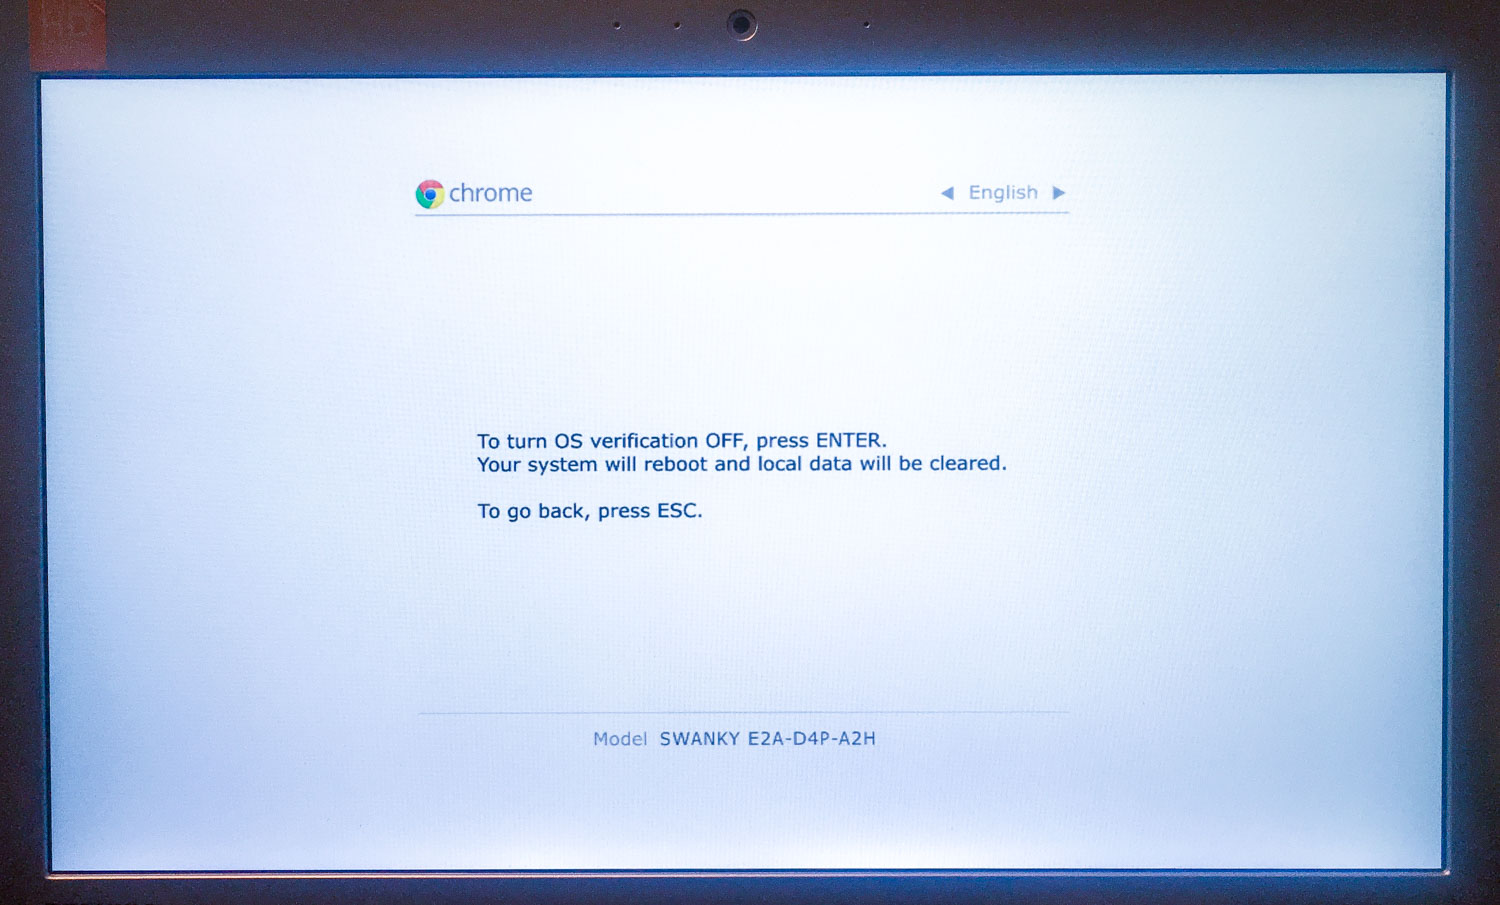 HD
chrome
English
To turn OS verification OFF, press ENTER.
Your system will reboot and local data will be cleared.
To go back, press ESC.
Model SWANKY E2A-D4P-A2H